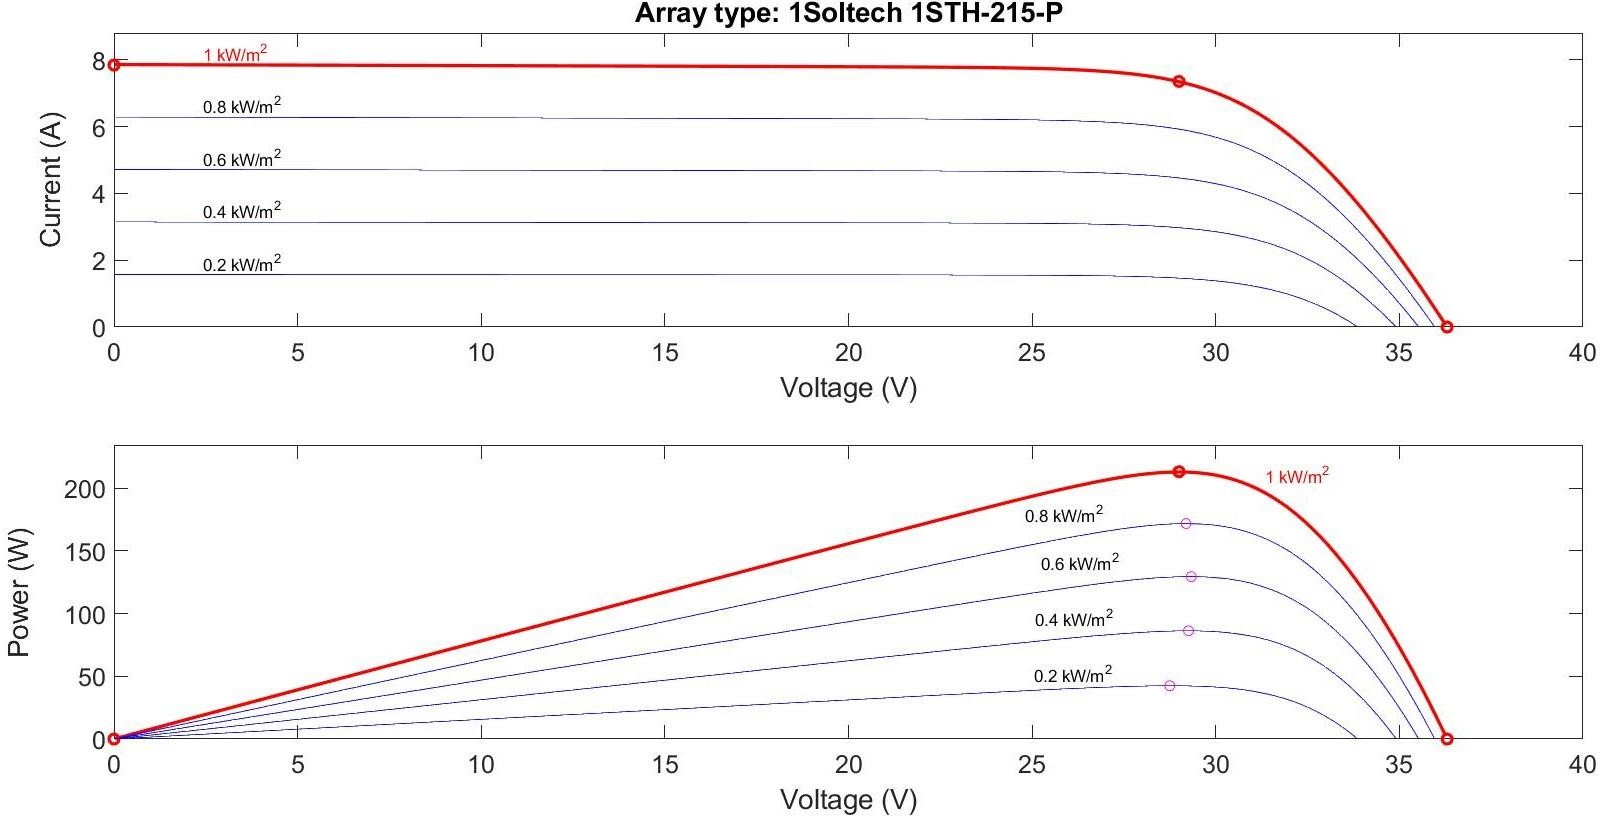 Array type: 1Soltech 1STH-215-P
Current (A)
8
6
4
2
0
1 kW/m²
0.8 kW/m²
0.6 kW/m²
0.4 kW/m²
0.2 kW/m²
0 5 10 15 20 25 30 35 40
Voltage (V)
Power (W)
200
150
100
50
0
1 kW/m²
0.8 kW/m²
0.6 kW/m²
0.4 kW/m²
0.2 kW/m²
0 5 10 15 20 25 30 35 40
Voltage (V)